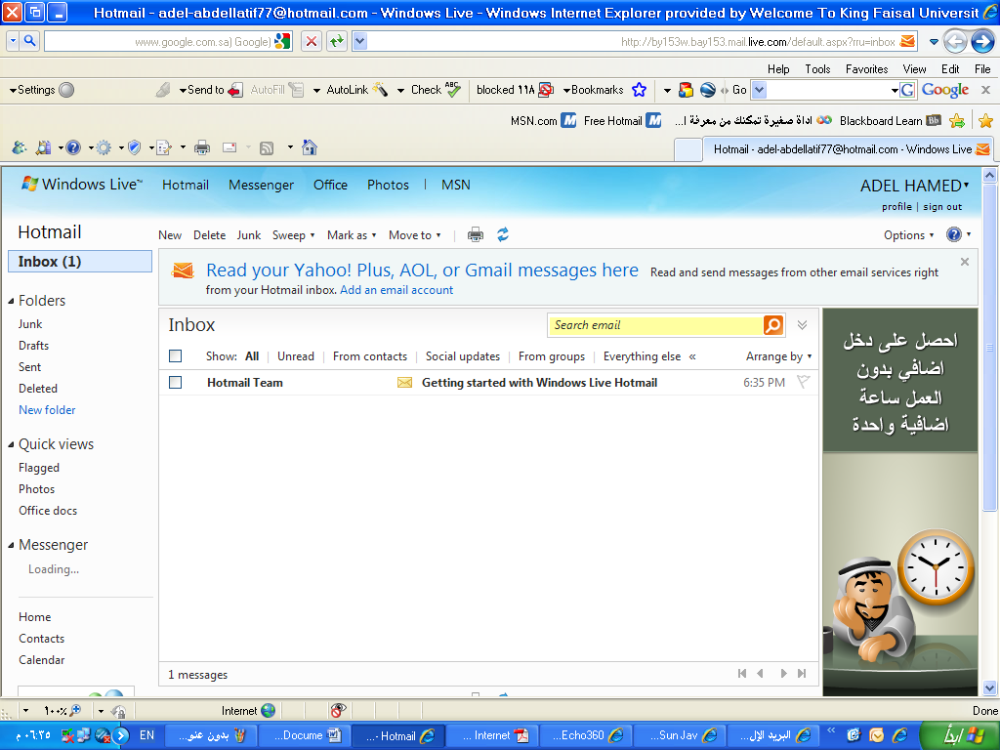 Hotmail - adel-abdellatif77@hotmail.com - Windows Live - Windows Internet Explorer provided by Welcome To King Faisal Universit
www.google.com.sa) Google)
http://by153w.bay153.mail.live.com/default.aspx?rru=inbox
Help Tools Favorites View Edit File
Settings Send to AutoFill AutoLink Check ABC blocked ١١٨ Bookmarks Go G Google
MSN.com Free Hotmail اداة صغيرة تمكنك من معرفة ا... Blackboard Learn Bb
Hotmail - adel-abdellatif77@hotmail.com - Windows Live
Windows Live™ Hotmail Messenger Office Photos | MSN
ADEL HAMED
profile | sign out
Hotmail
New Delete Junk Sweep Mark as Move to Options
Inbox (1)
Read your Yahoo! Plus, AOL, or Gmail messages here Read and send messages from other email services right
from your Hotmail inbox. Add an email account
Folders
Junk
Drafts
Sent
Deleted
New folder
Quick views
Flagged
Photos
Office docs
Messenger
Loading...
Home
Contacts
Calendar
Inbox
Search email
Show: All | Unread | From contacts | Social updates | From groups | Everything else «
Arrange by
Hotmail Team Getting started with Windows Live Hotmail 6:35 PM
1 messages
احصل على دخل
اضافي بدون
العمل ساعة
اضافية واحدة
١٠٠% Internet Done
٠٦:٣٥ م EN بدون عنو... ...Docume ...- Hotmail ...Internet ...Echo360 ...Sun Jav البريد الإل... ابدأ